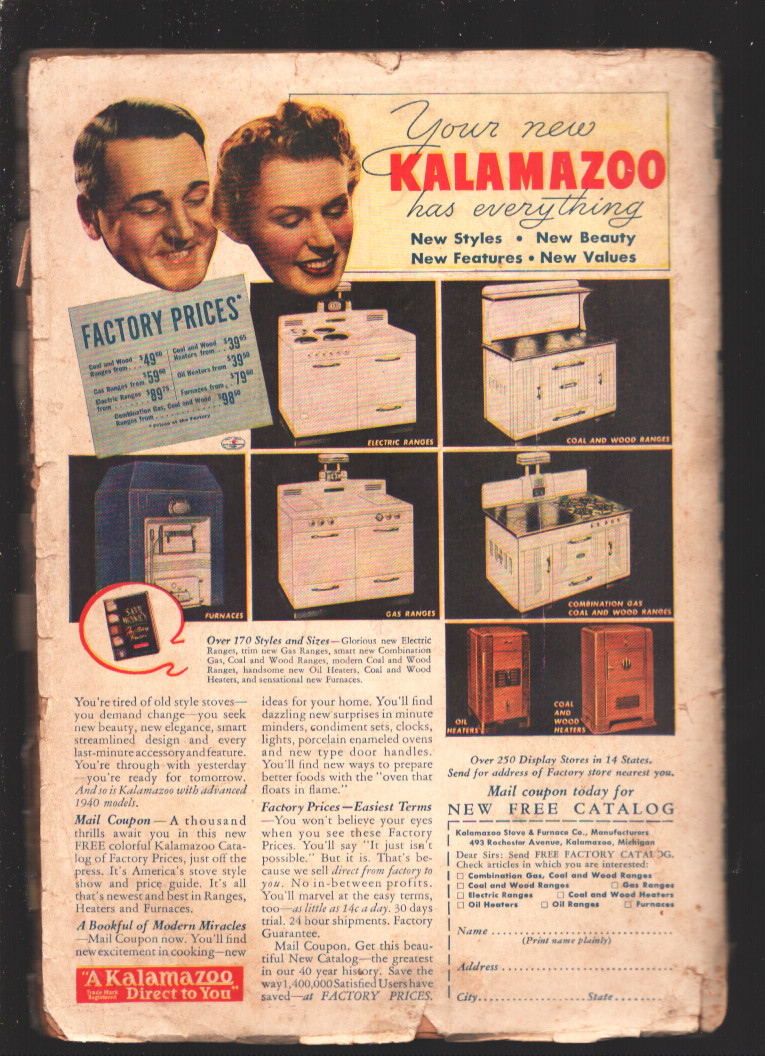 Your new
KALAMAZOO
has everything
New Styles • New Beauty
New Features • New Values
FACTORY PRICES*
Coal and Wood
Ranges from . . . $49
Coal and Wood
Heaters from . . $39
Gas Ranges from $59
Oil Heaters from $39
Electric Ranges
from . . . . . . $89
Furnaces from . . $79
Combination Gas, Coal and Wood
Ranges from . . . . . . . . . . . $98
* Prices at the Factory
ELECTRIC RANGES
COAL AND WOOD RANGES
FURNACES
GAS RANGES
COMBINATION GAS
COAL AND WOOD RANGES
SAVE
MONEY
Factory
Prices
Over 170 Styles and Sizes—Glorious new Electric
Ranges, trim new Gas Ranges, smart new Combination
Gas, Coal and Wood Ranges, modern Coal and Wood
Ranges, handsome new Oil Heaters, Coal and Wood
Heaters, and sensational new Furnaces.
OIL
HEATERS
COAL
AND
WOOD
HEATERS
You're tired of old style stoves—
you demand change—you seek
new beauty, new elegance, smart
streamlined design and every
last-minute accessory and feature.
You're through with yesterday
—you're ready for tomorrow.
And so is Kalamazoo with advanced
1940 models.
Mail Coupon—A thousand
thrills await you in this new
FREE colorful Kalamazoo Cata-
log of Factory Prices, just off the
press. It's America's stove style
show and price guide. It's all
that's newest and best in Ranges,
Heaters and Furnaces.
A Bookful of Modern Miracles
—Mail Coupon now. You'll find
new excitement in cooking—new
"A Kalamazoo
Trade Mark
Registered
Direct to You"
ideas for your home. You'll find
dazzling new surprises in minute
minders, condiment sets, clocks,
lights, porcelain enameled ovens
and new type door handles.
You'll find new ways to prepare
better foods with the "oven that
floats in flame."
Factory Prices—Easiest Terms
—You won't believe your eyes
when you see these Factory
Prices. You'll say "It just isn't
possible." But it is. That's be-
cause we sell direct from factory to
you. No in-between profits.
You'll marvel at the easy terms,
too—as little as 14c a day. 30 days
trial. 24 hour shipments. Factory
Guarantee.
Mail Coupon. Get this beau-
tiful New Catalog—the greatest
in our 40 year history. Save the
way 1,400,000 Satisfied Users have
saved—at FACTORY PRICES.
Over 250 Display Stores in 14 States.
Send for address of Factory store nearest you.
Mail coupon today for
NEW FREE CATALOG
Kalamazoo Stove & Furnace Co., Manufacturers
493 Rochester Avenue, Kalamazoo, Michigan
Dear Sirs: Send FREE FACTORY CATALOG.
Check articles in which you are interested:
☐ Combination Gas, Coal and Wood Ranges
☐ Coal and Wood Ranges ☐ Gas Ranges
☐ Electric Ranges ☐ Coal and Wood Heaters
☐ Oil Heaters ☐ Oil Ranges ☐ Furnaces
Name ..............................
(Print name plainly)
Address ............................
City....................State............